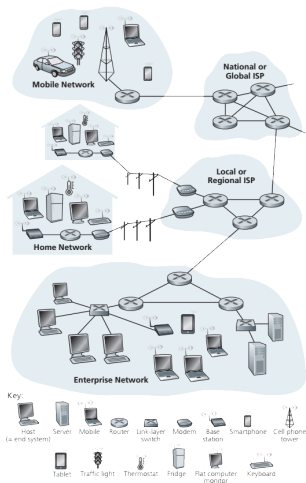 Mobile Network
National or
Global ISP
Local or
Regional ISP
Home Network
Enterprise Network
Key:
Host
(= end system)
Server
Mobile
Router
Link-layer
switch
Modem
Base
station
Smartphone
Cell phone
tower
Tablet
Traffic light
Thermostat
Fridge
Flat computer
monitor
Keyboard